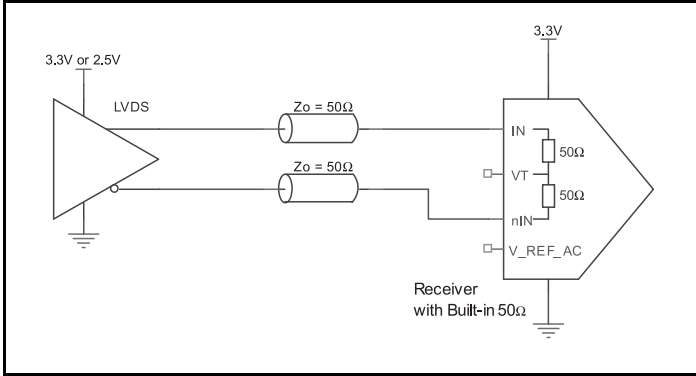 3.3V
3.3V or 2.5V
LVDS
Zo = 50Ω
IN
50Ω
Zo = 50Ω
VT
50Ω
nIN
V_REF_AC
Receiver
with Built-in 50Ω